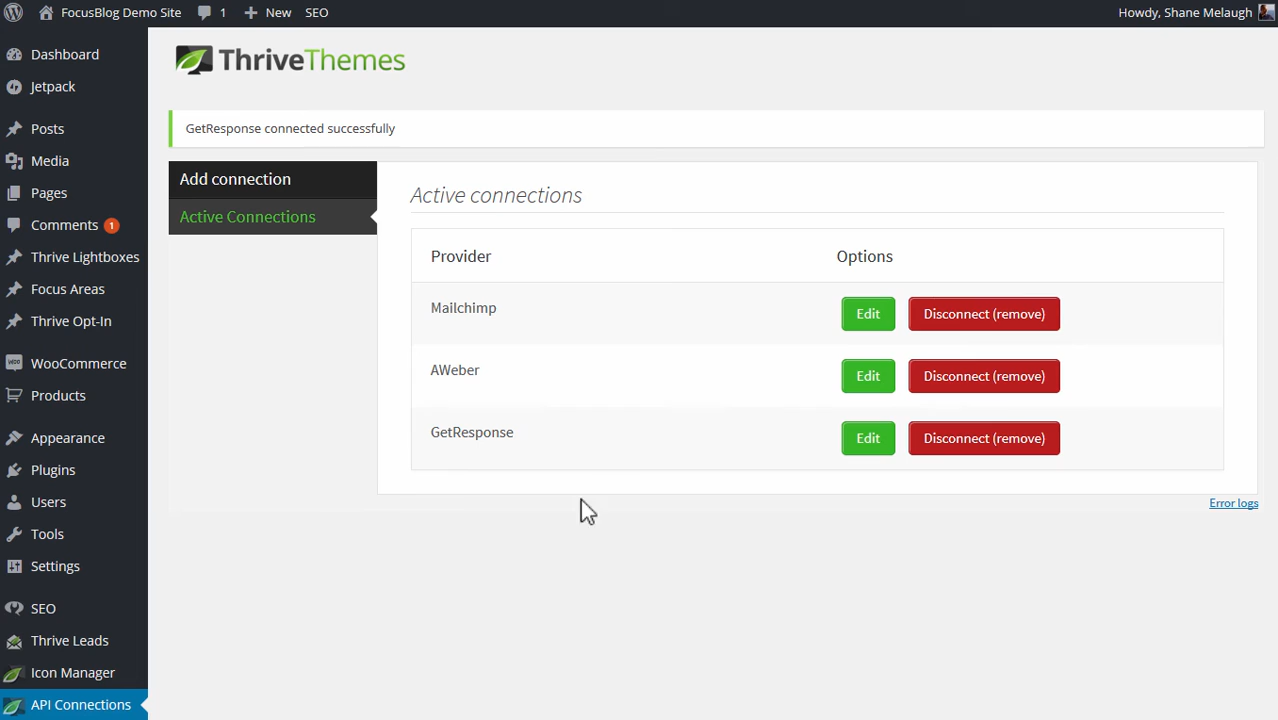 FocusBlog Demo Site 1 New SEO Howdy, Shane Melaugh
Dashboard
Jetpack
Posts
Media
Pages
Comments 1
Thrive Lightboxes
Focus Areas
Thrive Opt-In
WooCommerce
Products
Appearance
Plugins
Users
Tools
Settings
SEO
Thrive Leads
Icon Manager
API Connections
ThriveThemes
GetResponse connected successfully
Add connection
Active Connections
Active connections
Provider Options
Mailchimp Edit Disconnect (remove)
AWeber Edit Disconnect (remove)
GetResponse Edit Disconnect (remove)
Error logs